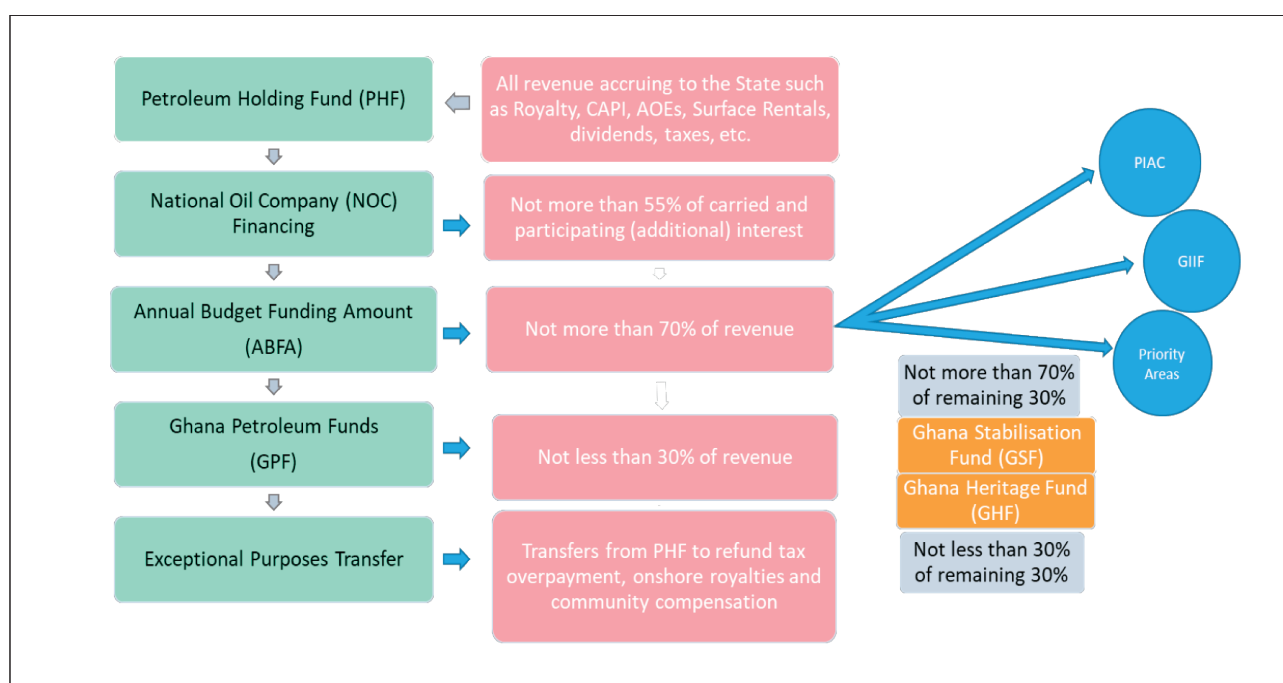 Petroleum Holding Fund (PHF)
All revenue accruing to the State such
as Royalty, CAPI, AOEs, Surface Rentals,
dividends, taxes, etc.
National Oil Company (NOC)
Financing
Not more than 55% of carried and
participating (additional) interest
Annual Budget Funding Amount
(ABFA)
Not more than 70% of revenue
PIAC
GIIF
Priority
Areas
Ghana Petroleum Funds
(GPF)
Not less than 30% of revenue
Not more than 70%
of remaining 30%
Ghana Stabilisation
Fund (GSF)
Ghana Heritage Fund
(GHF)
Not less than 30%
of remaining 30%
Exceptional Purposes Transfer
Transfers from PHF to refund tax
overpayment, onshore royalties and
community compensation